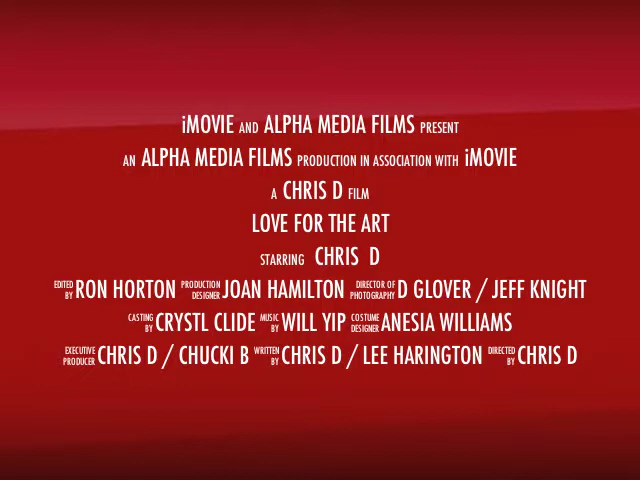 iMOVIE AND ALPHA MEDIA FILMS PRESENT
AN ALPHA MEDIA FILMS PRODUCTION IN ASSOCIATION WITH iMOVIE
A CHRIS D FILM
LOVE FOR THE ART
STARRING CHRIS D
EDITED BY RON HORTON PRODUCTION DESIGNER JOAN HAMILTON DIRECTOR OF PHOTOGRAPHY D GLOVER / JEFF KNIGHT
CASTING BY CRYSTL CLIDE MUSIC BY WILL YIP COSTUME DESIGNER ANESIA WILLIAMS
EXECUTIVE PRODUCER CHRIS D / CHUCKI B WRITTEN BY CHRIS D / LEE HARINGTON DIRECTED BY CHRIS D